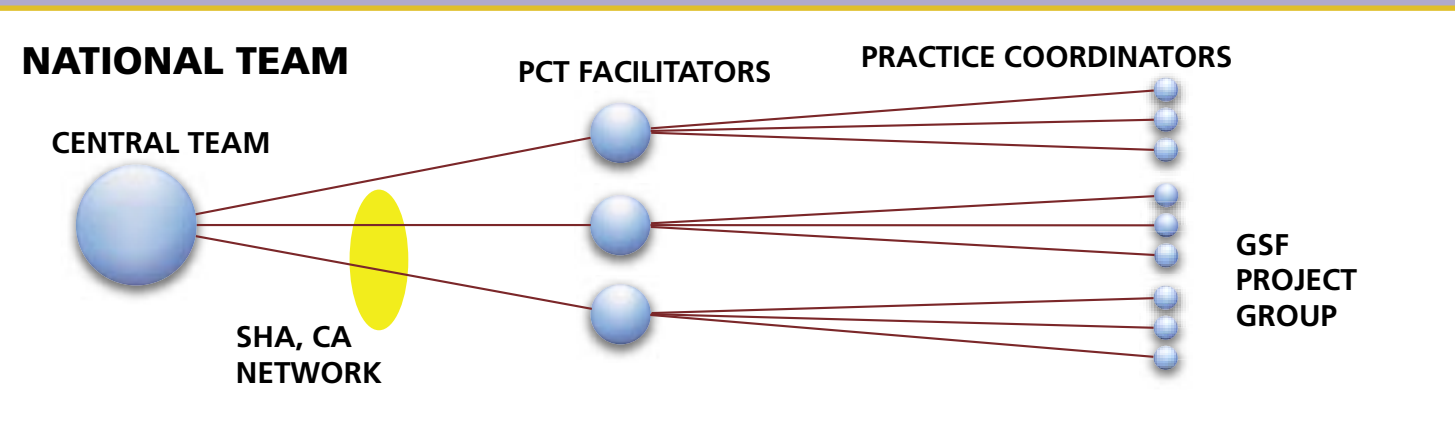 NATIONAL TEAM
PCT FACILITATORS
PRACTICE COORDINATORS
CENTRAL TEAM
SHA, CA
NETWORK
GSF
PROJECT
GROUP